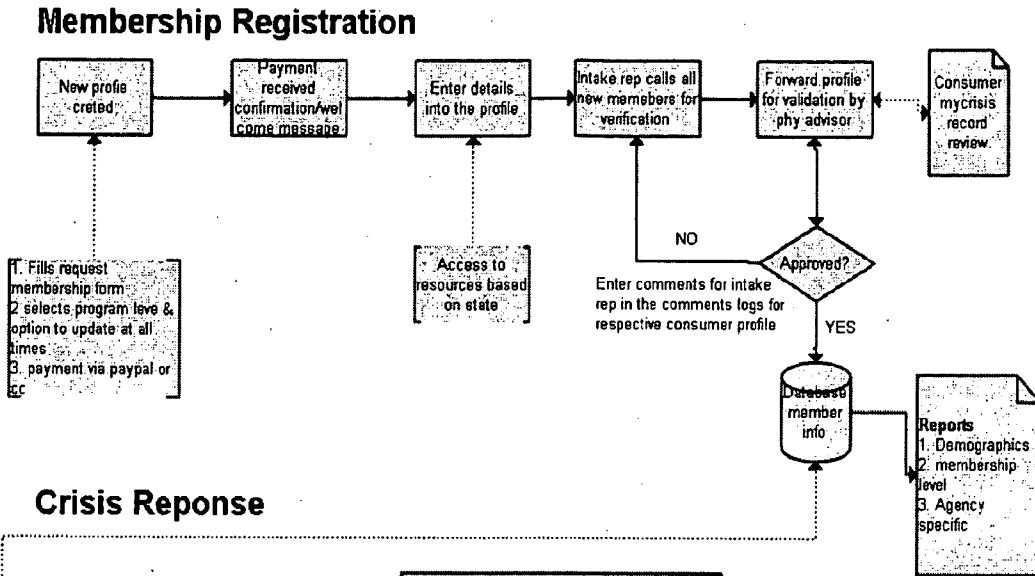 Membership Registration
New profie
creted
Payment
received
confirmation/wel
come message
Enter details
into the profile
Intake rep calls all
new memebers for
verification
Forward profile
for validation by
phy advisor
Consumer
mycrisis
record
review.
1. Fills request
membership form
2 selects program leve &
option to update at all
times
3. payment via paypal or
cc
Access to
resources based
on state
NO
Approved?
Enter comments for intake
rep in the comments logs for
respective consumer profile
YES
Database
member
info
Reports
1. Demographics
2. membership
level
3. Agency
specific
Crisis Reponse